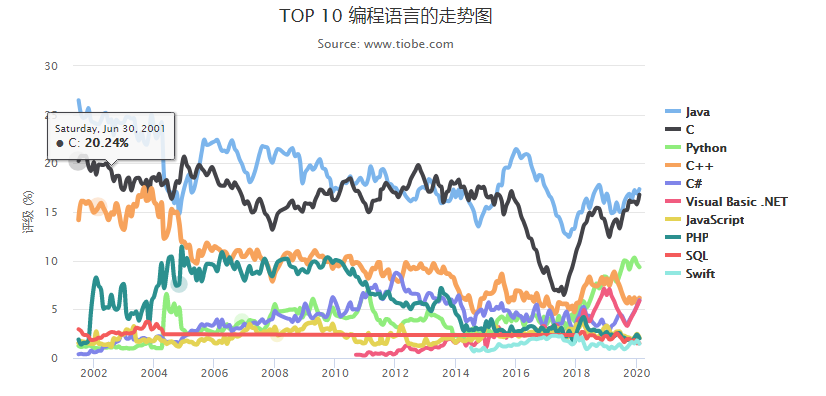 TOP 10 编程语言的走势图
Source: www.tiobe.com
评级 (%)
30
25
20
15
10
5
0
Saturday, Jun 30, 2001
● C: 20.24%
2002
2004
2006
2008
2010
2012
2014
2016
2018
2020
Java
C
Python
C++
C#
Visual Basic .NET
JavaScript
PHP
SQL
Swift